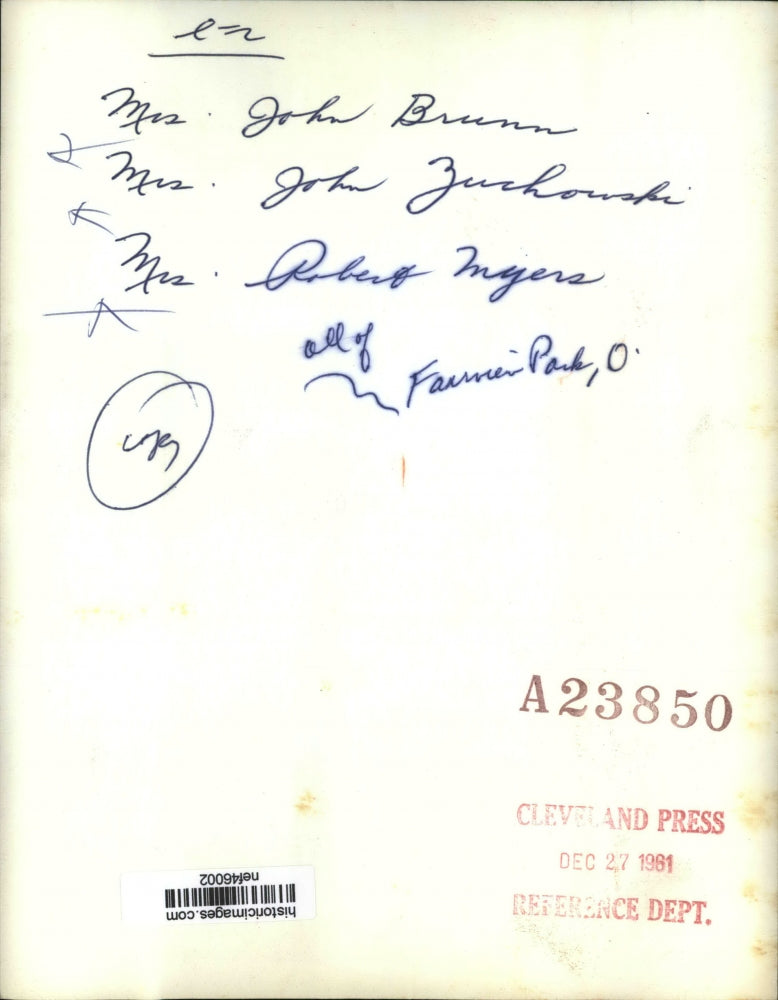 l-r
Mrs. John Brunn
Mrs. John Zuchowski
Mrs. Robert Myers
all of
Fairview Park, O.
copy
A23850
CLEVELAND PRESS
DEC 27 1961
REFERENCE DEPT.
historicimages.com
nef46002